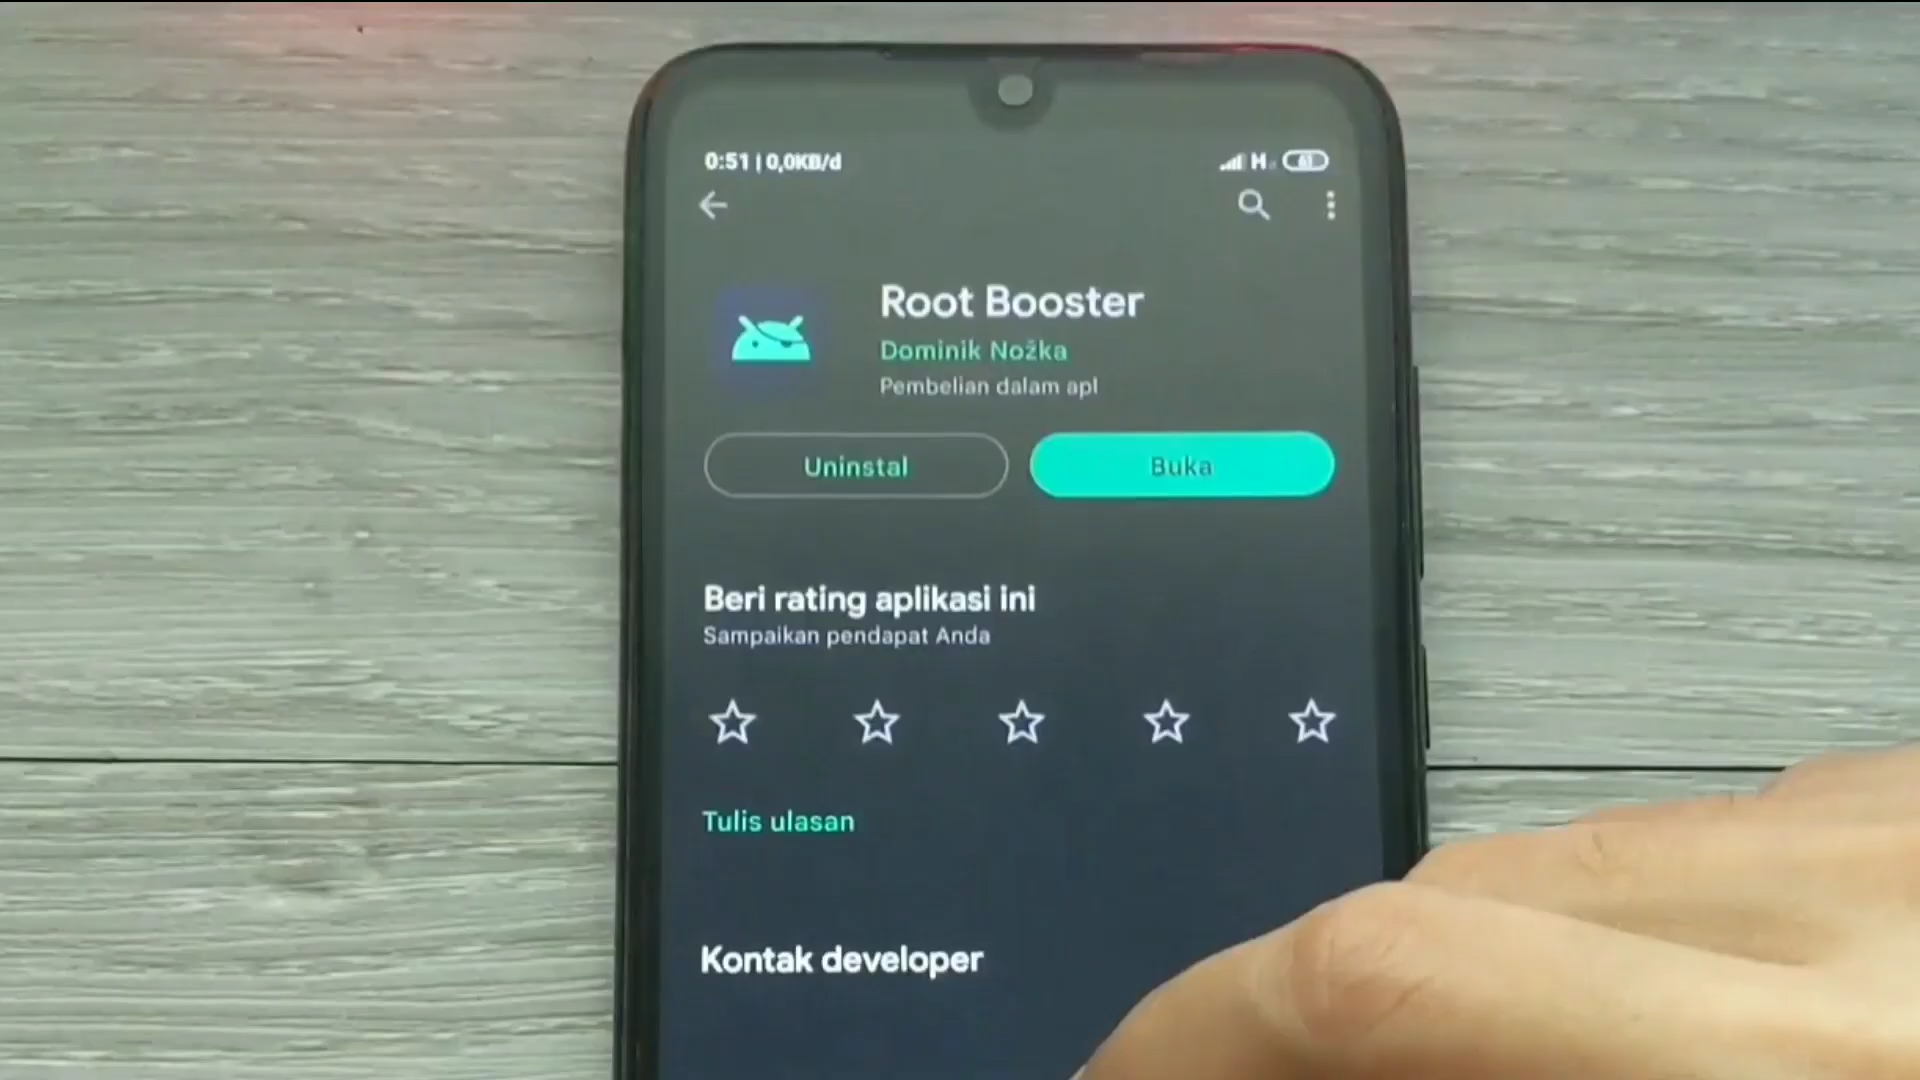 0:51 | 0,0KB/d
H
61
Root Booster
Dominik Nožka
Pembelian dalam apl
Uninstal
Buka
Beri rating aplikasi ini
Sampaikan pendapat Anda
Tulis ulasan
Kontak developer